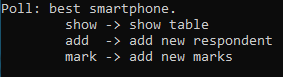 Poll: best smartphone.
show -> show table
add -> add new respondent
mark -> add new marks